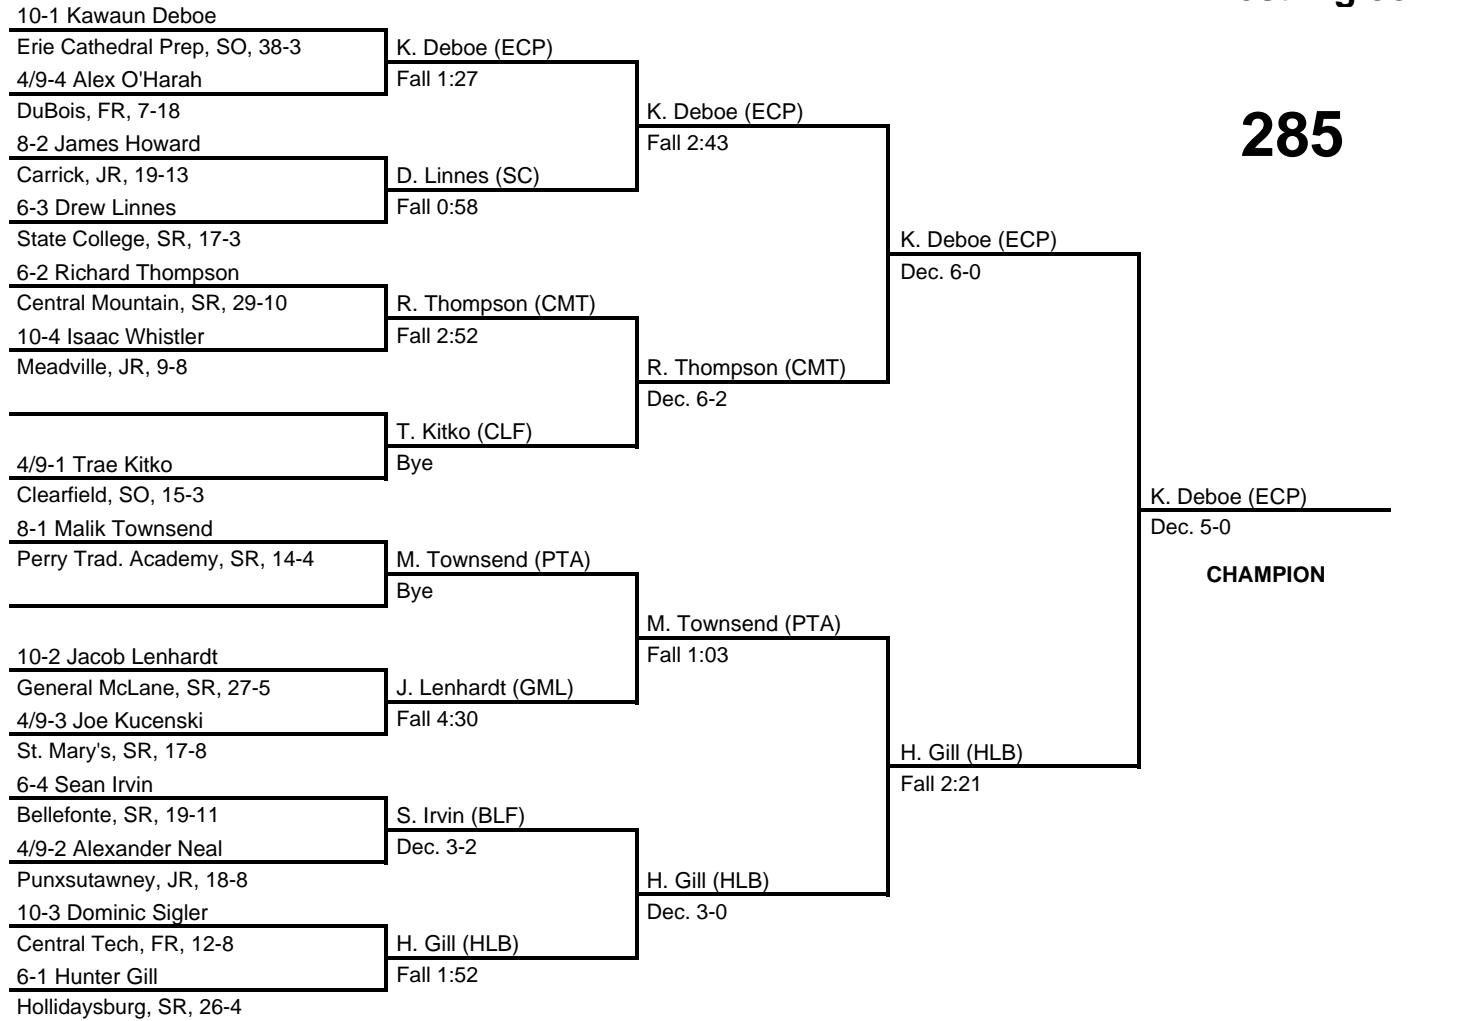 10-1 Kawaun Deboe
Erie Cathedral Prep, SO, 38-3
4/9-4 Alex O'Harah
DuBois, FR, 7-18
8-2 James Howard
Carrick, JR, 19-13
6-3 Drew Linnes
State College, SR, 17-3
6-2 Richard Thompson
Central Mountain, SR, 29-10
10-4 Isaac Whistler
Meadville, JR, 9-8
4/9-1 Trae Kitko
Clearfield, SO, 15-3
8-1 Malik Townsend
Perry Trad. Academy, SR, 14-4
10-2 Jacob Lenhardt
General McLane, SR, 27-5
4/9-3 Joe Kucenski
St. Mary's, SR, 17-8
6-4 Sean Irvin
Bellefonte, SR, 19-11
4/9-2 Alexander Neal
Punxsutawney, JR, 18-8
10-3 Dominic Sigler
Central Tech, FR, 12-8
6-1 Hunter Gill
Hollidaysburg, SR, 26-4
K. Deboe (ECP)
Fall 1:27
D. Linnes (SC)
Fall 0:58
R. Thompson (CMT)
Fall 2:52
T. Kitko (CLF)
Bye
M. Townsend (PTA)
Bye
J. Lenhardt (GML)
Fall 4:30
S. Irvin (BLF)
Dec. 3-2
H. Gill (HLB)
Fall 1:52
K. Deboe (ECP)
Fall 2:43
R. Thompson (CMT)
Dec. 6-2
M. Townsend (PTA)
Fall 1:03
H. Gill (HLB)
Dec. 3-0
K. Deboe (ECP)
Dec. 6-0
H. Gill (HLB)
Fall 2:21
285
K. Deboe (ECP)
Dec. 5-0
CHAMPION